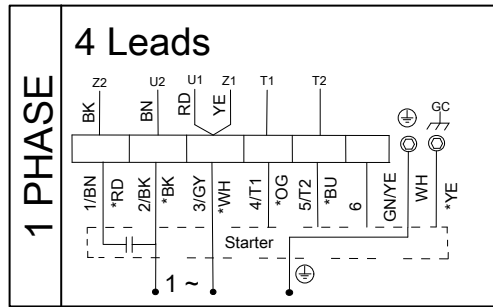 1 PHASE
4 Leads
Z2 U2 U1 Z1 T1 T2 GC
BK BN RD YE
1/BN *RD 2/BK *BK 3/GY *WH 4/T1 *OG 5/T2 *BU 6 GN/YE WH *YE
Starter
1 ~